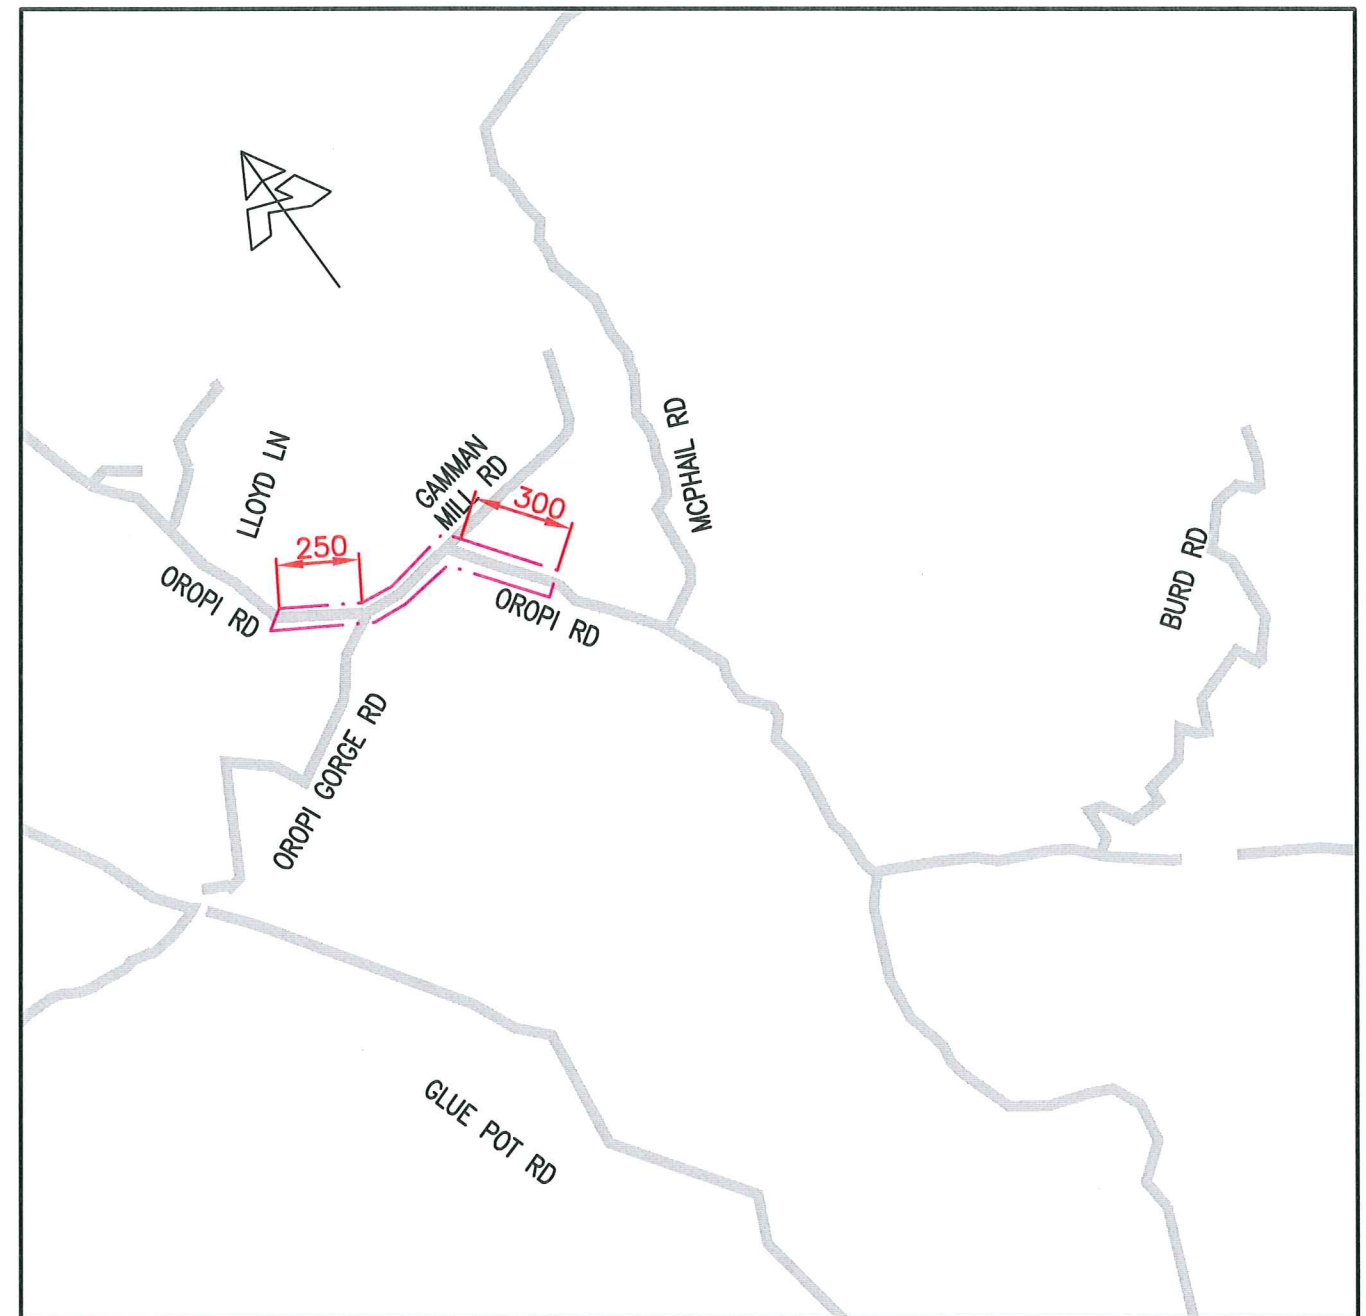 MCPHAIL RD
LLOYD LN
GAMMAN
MILL RD
300
250
OROPI RD
OROPI RD
BURD RD
OROPI GORGE RD
GLUE POT RD